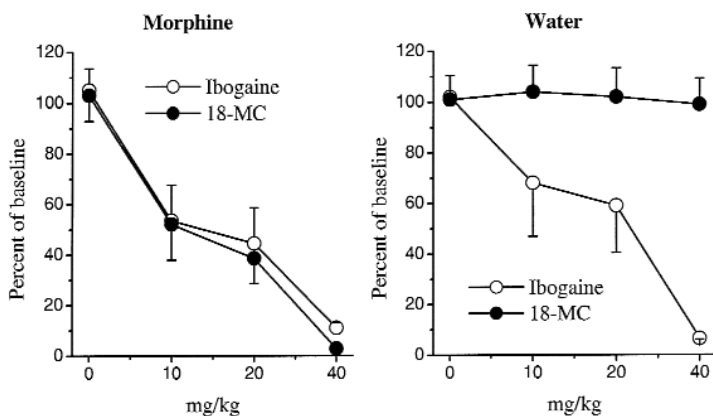 Morphine
Percent of baseline
120
100
80
60
40
20
0
Ibogaine
18-MC
0 10 20 40
mg/kg
Water
Percent of baseline
120
100
80
60
40
20
0
Ibogaine
18-MC
0 10 20 40
mg/kg